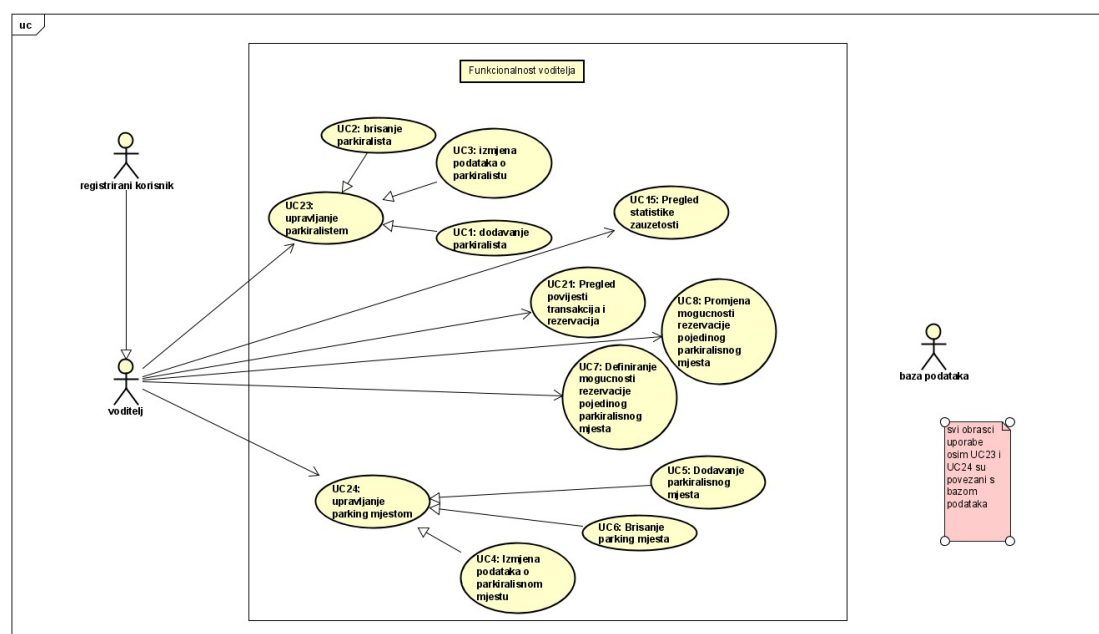 uc
Funkcionalnost voditelja
UC2: brisanje
parkiralista
UC3: izmjena
podataka o
parkiralistu
registrirani korisnik
UC23:
upravljanje
parkiralistem
UC15: Pregled
statistike
zauzetosti
UC1: dodavanje
parkiralista
UC21: Pregled
povijesti
transakcija i
rezervacija
UC8: Promjena
mogucnosti
rezervacije
pojedinog
parkiralisnog
mjesta
baza podataka
UC7: Definiranje
mogucnosti
rezervacije
pojedinog
parkiralisnog
mjesta
voditelj
svi obrasci
uporabe
osim UC23 i
UC24 su
povezani s
bazom
podataka
UC5: Dodavanje
parkiralisnog
mjesta
UC24:
upravljanje
parking mjestom
UC6: Brisanje
parking mjesta
UC4: Izmjena
podataka o
parkiralisnom
mjestu